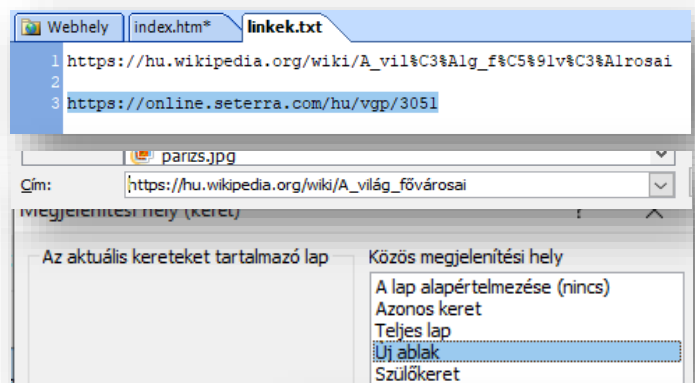 Webhely index.htm* linkek.txt
1 https://hu.wikipedia.org/wiki/A_vil%C3%A1g_f%C5%91v%C3%A1rosai
2
3 https://online.seterra.com/hu/vgp/3051
parizs.jpg
Cím: https://hu.wikipedia.org/wiki/A_világ_fővárosai
Megjelenítési hely (keret) ? X
Az aktuális kereteket tartalmazó lap Közös megjelenítési hely
A lap alapértelmezése (nincs)
Azonos keret
Teljes lap
Új ablak
Szülőkeret